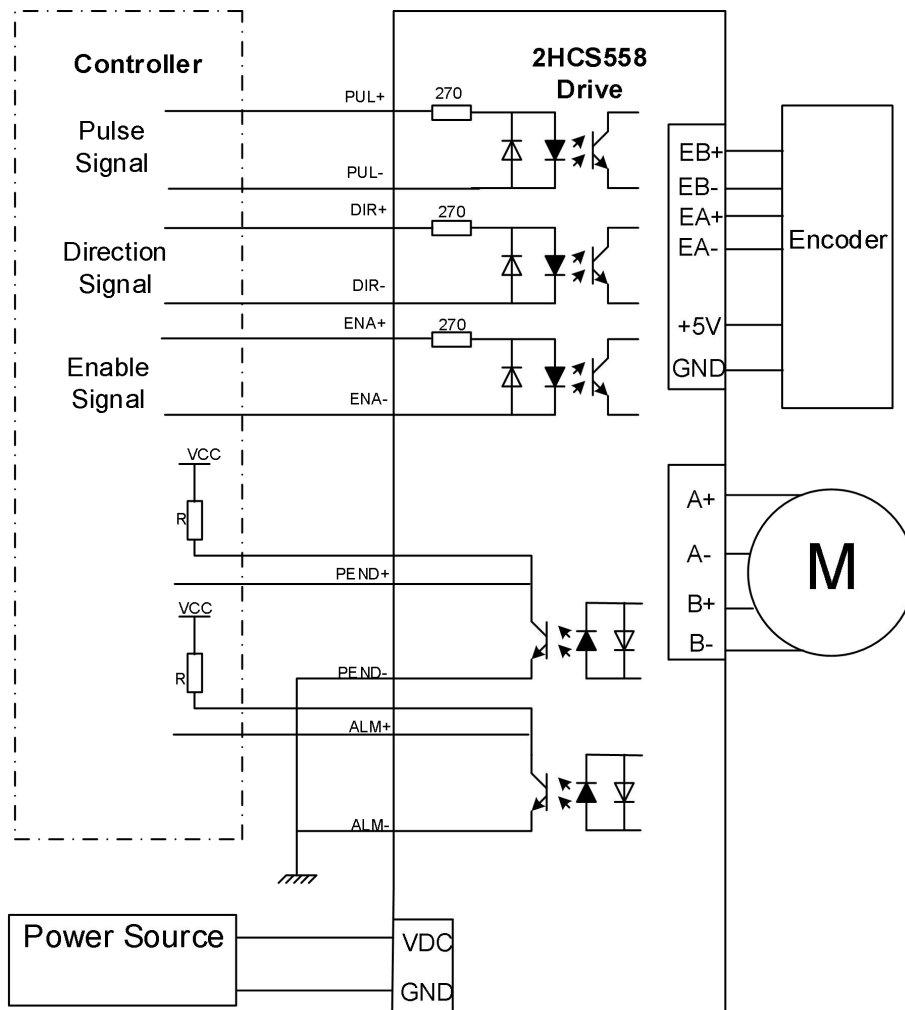 Controller
2HCS558
Drive
PUL+
270
Pulse
Signal
PUL-
DIR+
270
Direction
Signal
DIR-
ENA+
270
Enable
Signal
ENA-
EB+
EB-
EA+
EA-
+5V
GND
Encoder
VCC
R
PEND+
VCC
R
PEND-
ALM+
ALM-
A+
A-
B+
B-
M
Power Source
VDC
GND